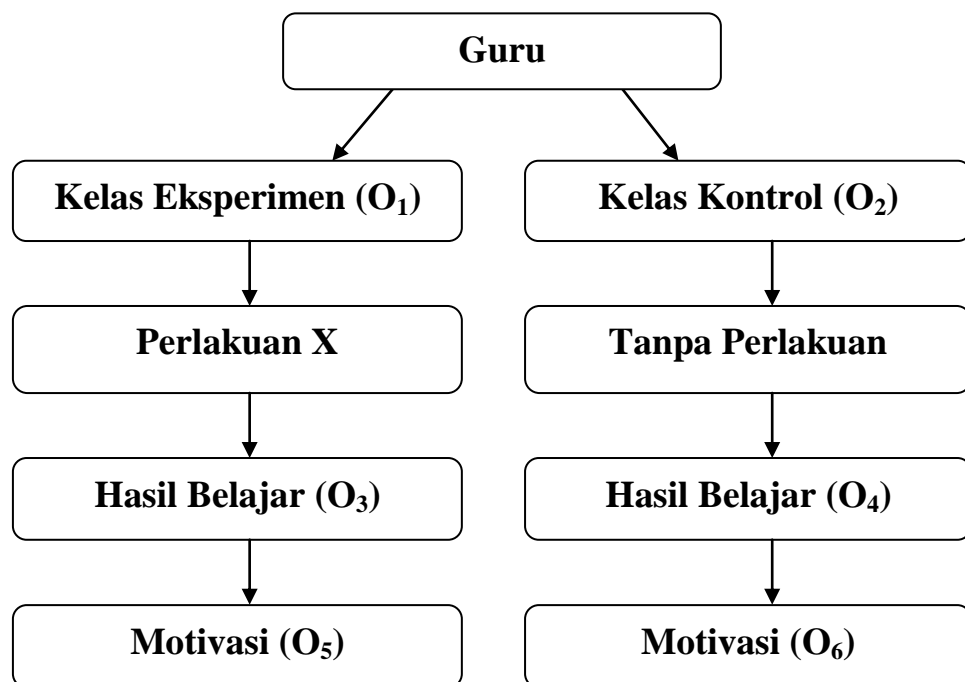 Guru
Kelas Eksperimen (O₁)
Kelas Kontrol (O₂)
Perlakuan X
Tanpa Perlakuan
Hasil Belajar (O₃)
Hasil Belajar (O₄)
Motivasi (O₅)
Motivasi (O₆)